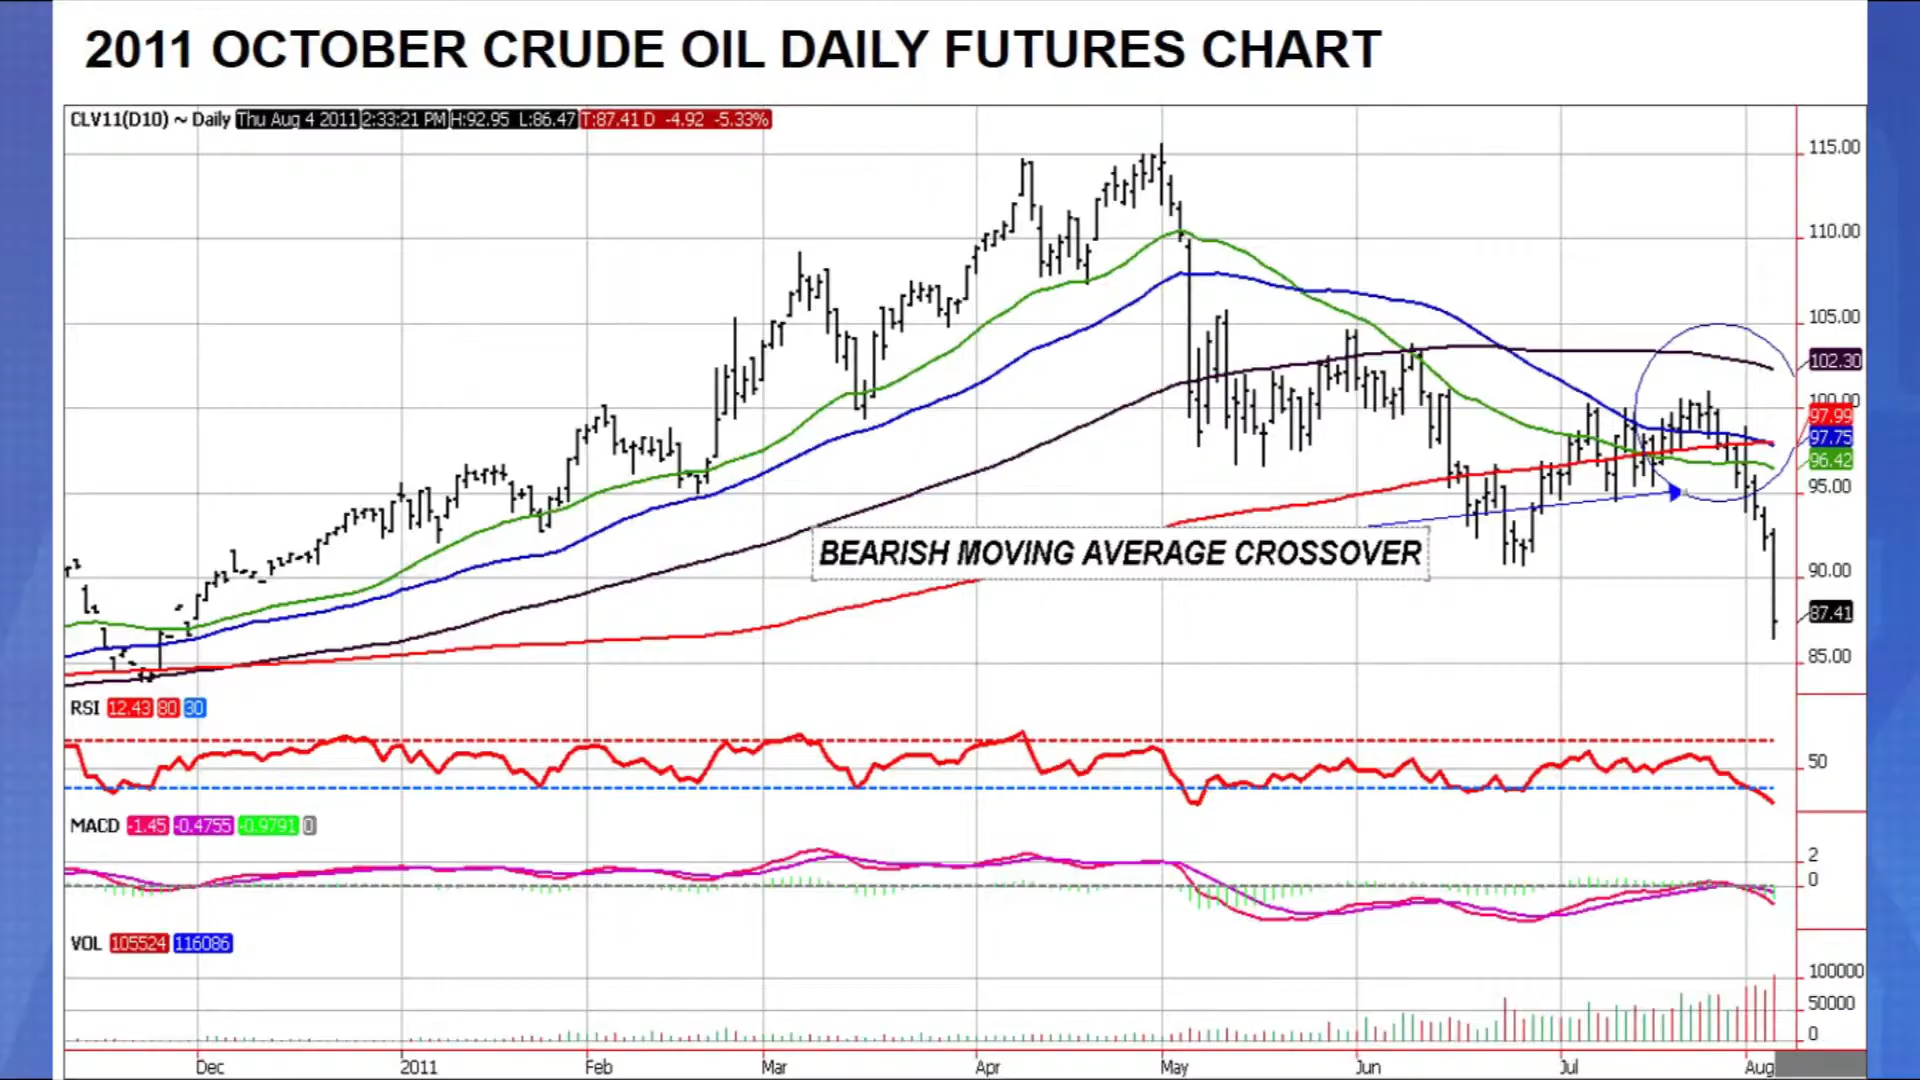 2011 OCTOBER CRUDE OIL DAILY FUTURES CHART
CLV11(D10) ~ Daily Thu Aug 4 2011 2:33:21 PM H:92.95 L:86.47 T:87.41 D -4.92 -5.33%
115.00
110.00
105.00
102.30
100.00
97.99
97.75
96.42
95.00
BEARISH MOVING AVERAGE CROSSOVER
90.00
87.41
85.00
RSI 12.43 80 30
50
MACD -1.45 -0.4755 -0.9791 0
2
0
VOL 105524 116086
100000
50000
0
Dec 2011 Feb Mar Apr May Jun Jul Aug